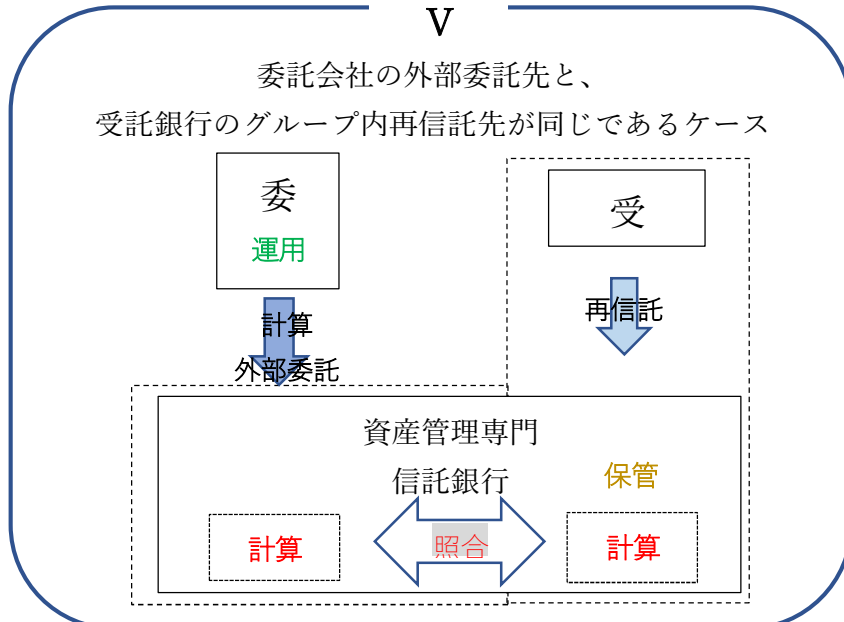 V
委託会社の外部委託先と、
受託銀行のグループ内再信託先が同じであるケース
委
運用
受
計算
外部委託
再信託
資産管理専門
信託銀行
保管
計算
照合
計算